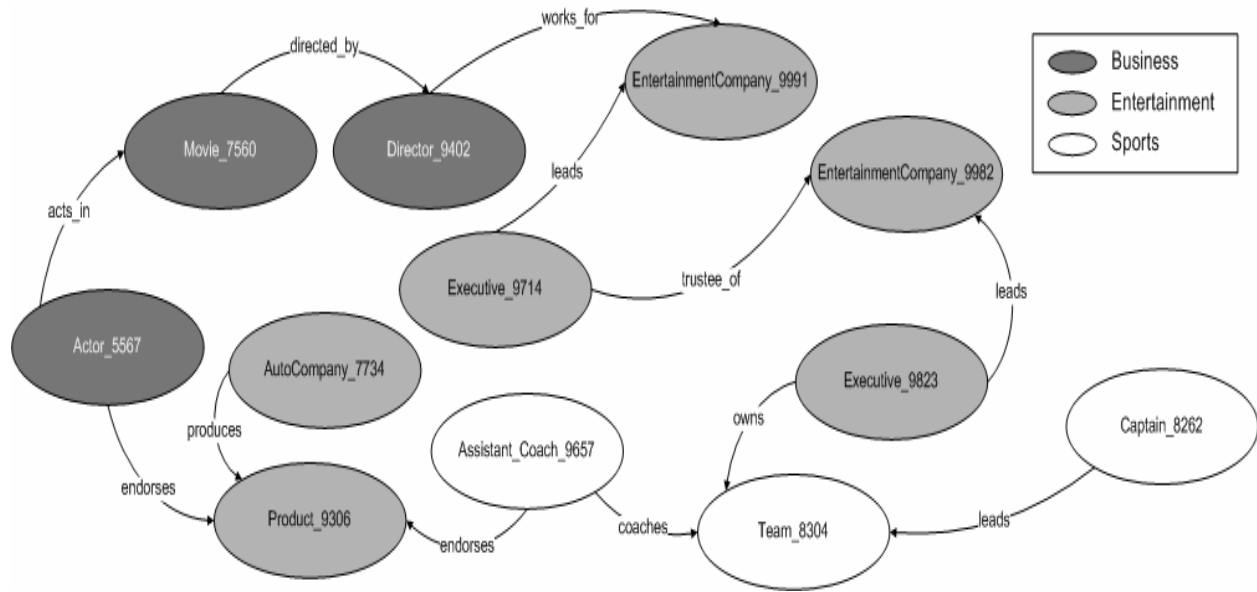 works_for
directed_by
EntertainmentCompany_9991
Business
Entertainment
Sports
Movie_7560
Director_9402
leads
EntertainmentCompany_9982
acts_in
Executive_9714
trustee_of
leads
Actor_5567
AutoCompany_7734
Executive_9823
owns
Captain_8262
produces
Assistant_Coach_9657
endorses
Product_9306
endorses
coaches
Team_8304
leads